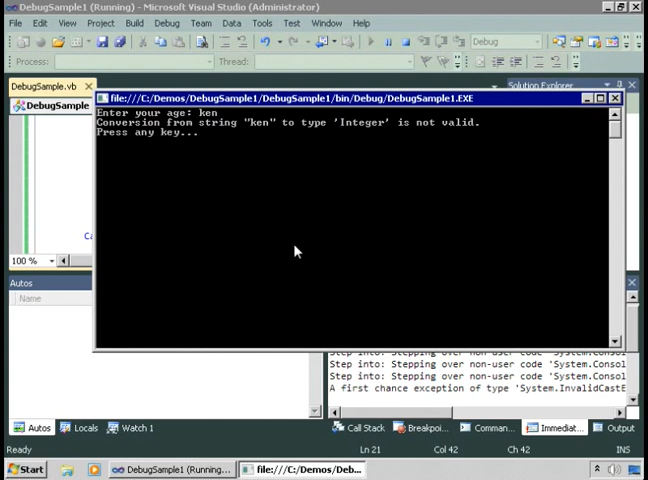 DebugSample1 (Running) - Microsoft Visual Studio (Administrator)
File Edit View Project Build Debug Team Data Tools Test Window Help
Debug
Process: Thread:
DebugSample.vb
Solution Explorer
DebugSample
file:///C:/Demos/DebugSample1/DebugSample1/bin/Debug/DebugSample1.EXE
Enter your age: ken
Conversion from string "ken" to type 'Integer' is not valid.
Press any key...
Ca
100 %
Autos
Name
Step into: Stepping over non-user code 'System.Consol
Step into: Stepping over non-user code 'System.Consol
Step into: Stepping over non-user code 'System.Consol
A first chance exception of type 'System.InvalidCastE
Autos Locals Watch 1
Call Stack Breakpoi... Comman... Immediat... Output
Ready Ln 21 Col 42 Ch 42 INS
Start DebugSample1 (Running... file:///C:/Demos/Deb...